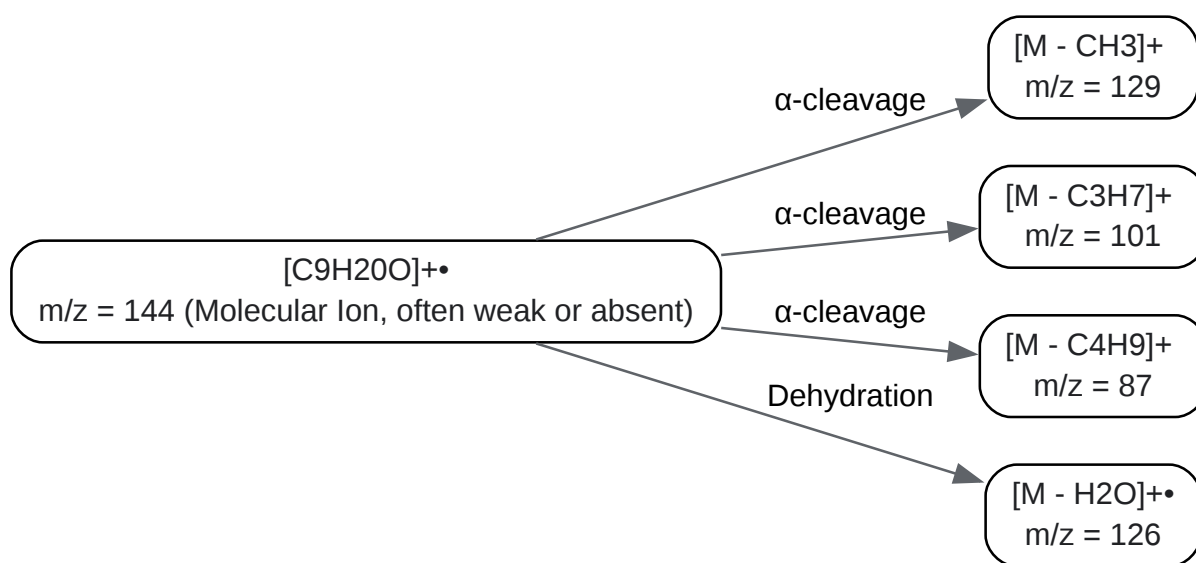 [M - CH3]+
m/z = 129
α-cleavage
[M - C3H7]+
m/z = 101
α-cleavage
[C9H20O]+•
m/z = 144 (Molecular Ion, often weak or absent)
α-cleavage
[M - C4H9]+
m/z = 87
Dehydration
[M - H2O]+•
m/z = 126